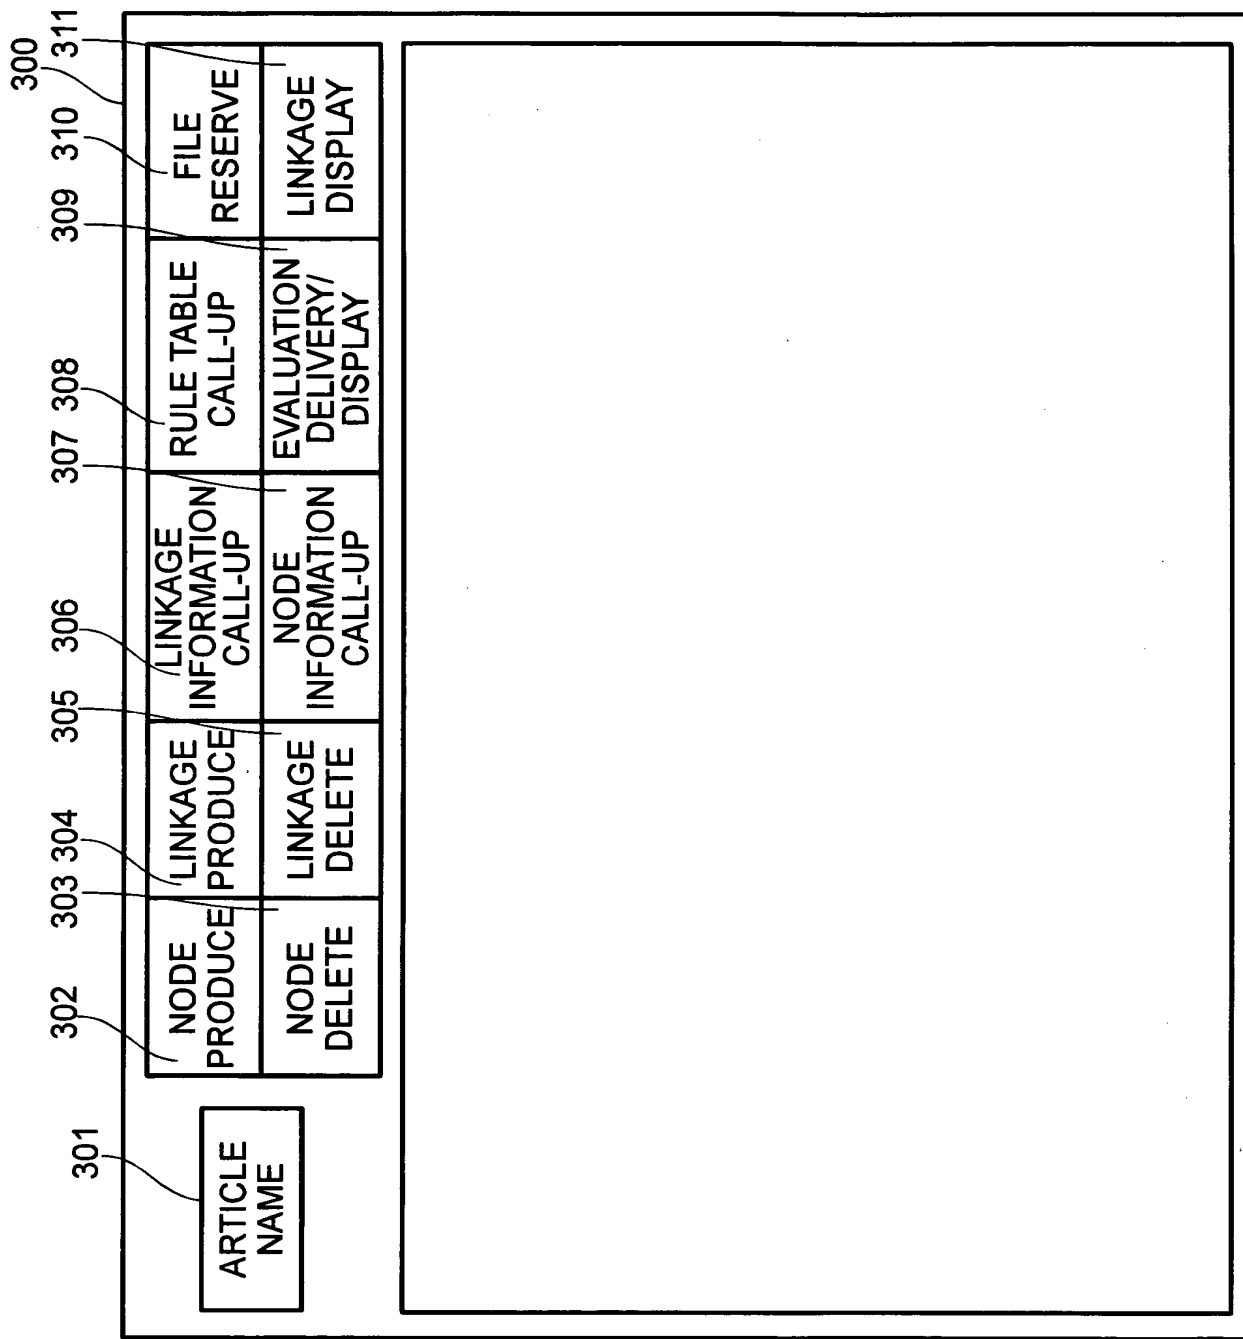 300
301
302
303
304
305
306
307
308
309
310
311
ARTICLE
NAME
NODE
PRODUCE
LINKAGE
PRODUCE
LINKAGE
INFORMATION
CALL-UP
RULE TABLE
CALL-UP
FILE
RESERVE
NODE
DELETE
LINKAGE
DELETE
NODE
INFORMATION
CALL-UP
EVALUATION
DELIVERY/
DISPLAY
LINKAGE
DISPLAY